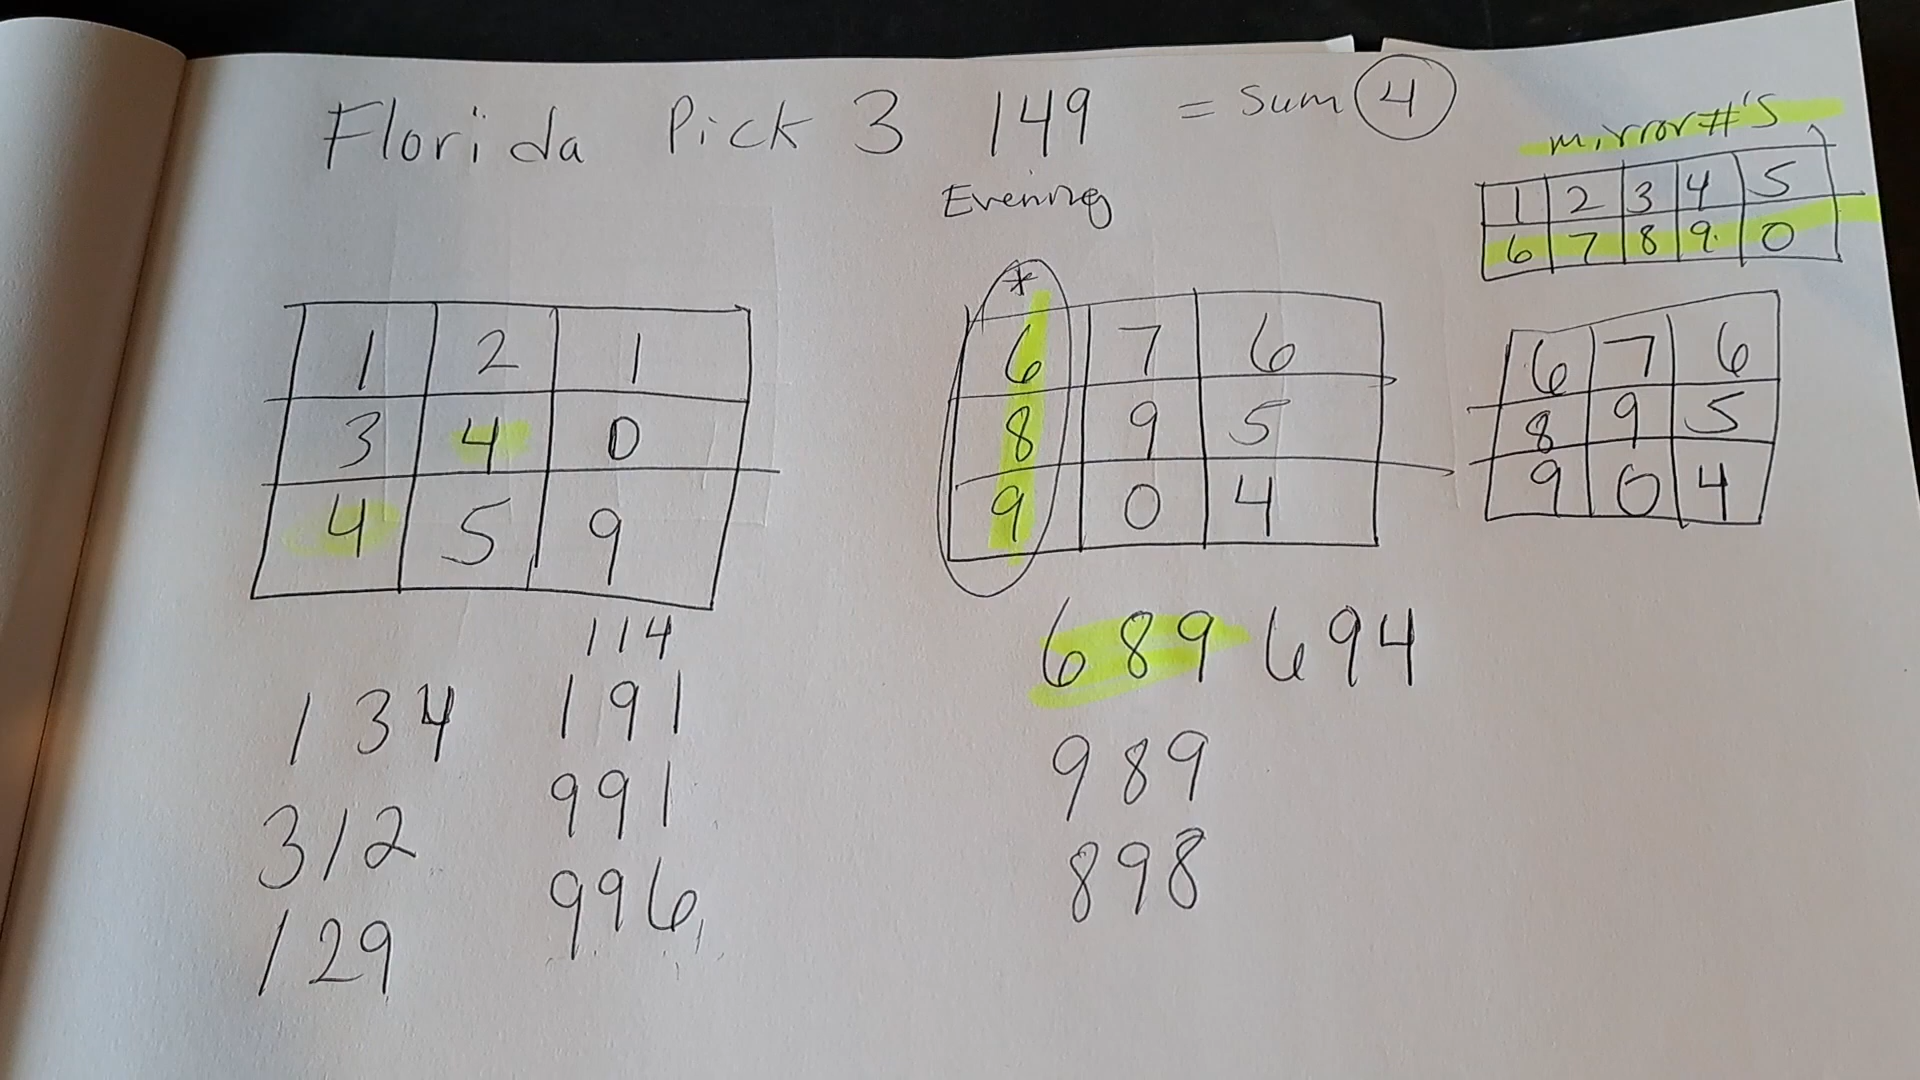 Florida Pick 3 149 = Sum 4
Evening
mirror #'s
1 2 3 4 5
6 7 8 9 0
1 2 1
3 4 0
4 5 9
*
6 7 6
8 9 5
9 0 4
6 7 6
8 9 5
9 0 4
114
134 191
312 991
129 996
689 694
989
898